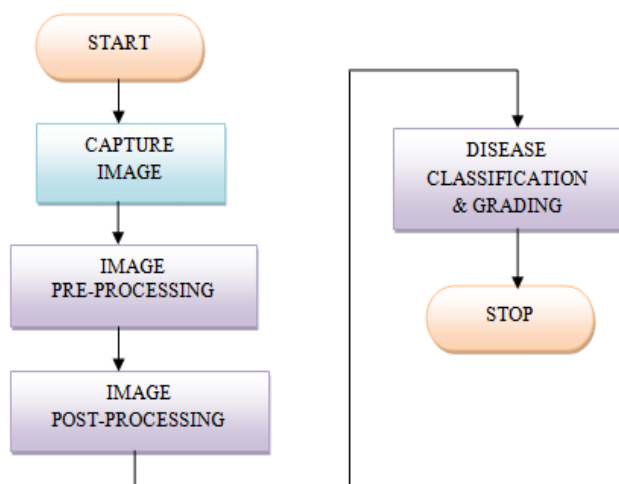 START
CAPTURE
IMAGE
IMAGE
PRE-PROCESSING
IMAGE
POST-PROCESSING
DISEASE
CLASSIFICATION
& GRADING
STOP